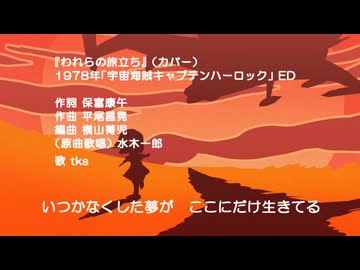 『われらの旅立ち』(カバー)
1978年「宇宙海賊キャプテンハーロック」ED
作詞 保富康午
作曲 平尾昌晃
編曲 横山菁児
(原曲歌唱) 水木一郎
歌 tks
いつかなくした夢が ここにだけ生きてる